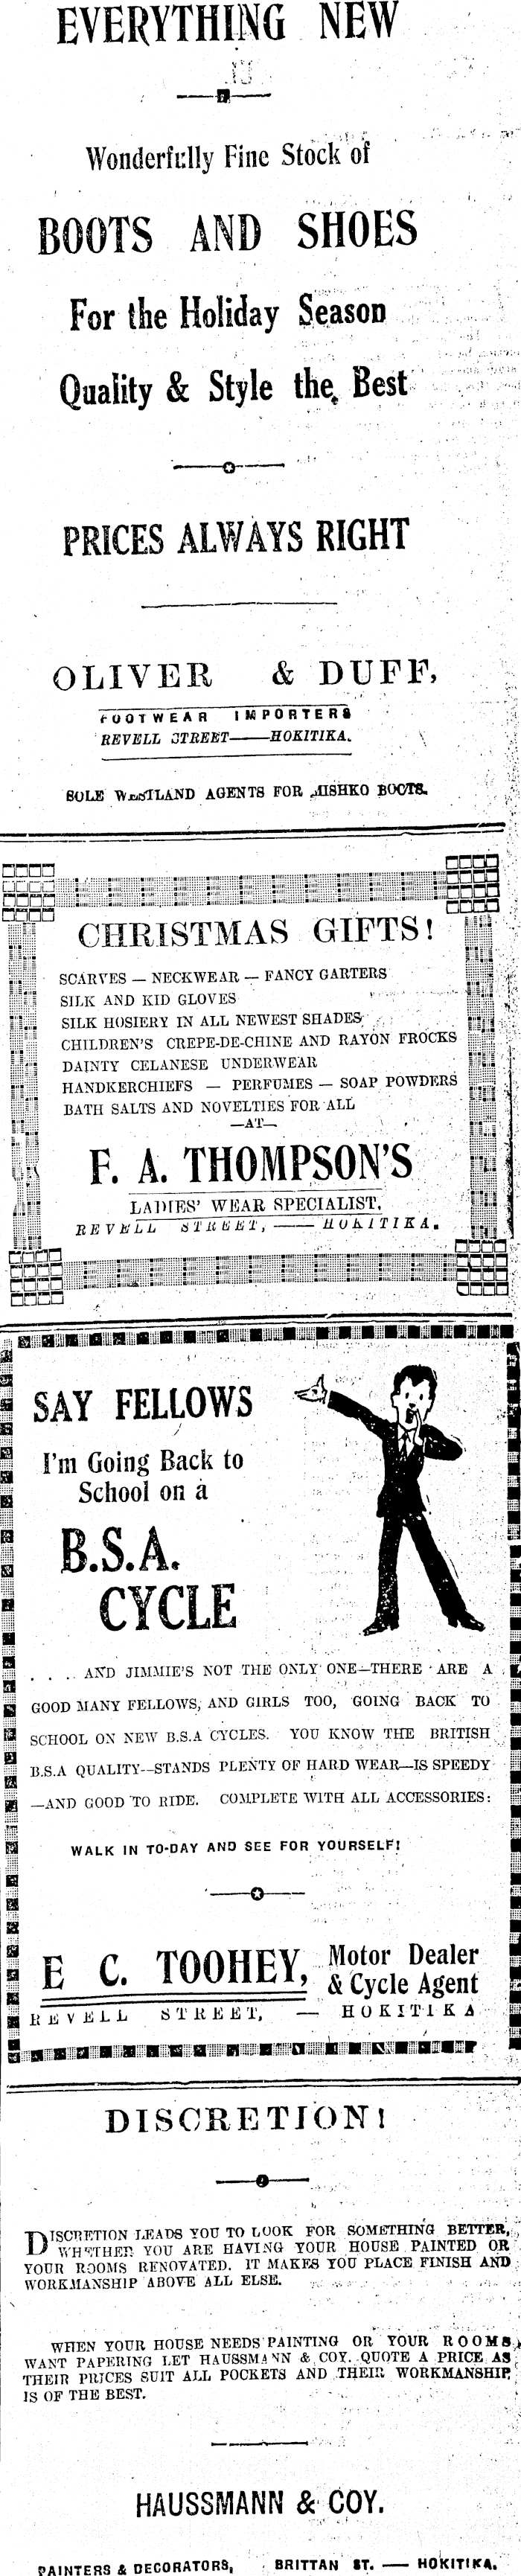 EVERYTHING NEW
Wonderfully Fine Stock of
BOOTS AND SHOES
For the Holiday Season
Quality & Style the Best
PRICES ALWAYS RIGHT
OLIVER & DUFF,
FOOTWEAR IMPORTERS
REVELL STREET——HOKITIKA.
SOLE WESTLAND AGENTS FOR BOOTS.
CHRISTMAS GIFTS!
SCARVES — NECKWEAR — FANCY GARTERS
SILK AND KID GLOVES
SILK HOSIERY IN ALL NEWEST SHADES
CHILDREN'S CREPE-DE-CHINE AND RAYON FROCKS
DAINTY CELANESE UNDERWEAR
HANDKERCHIEFS — PERFUMES — SOAP POWDERS
BATH SALTS AND NOVELTIES FOR ALL
—AT—
F. A. THOMPSON'S
LADIES' WEAR SPECIALIST.
REVELL STREET, —— HOKITIKA.
SAY FELLOWS
I'm Going Back to
School on a
B.S.A.
CYCLE
. . . AND JIMMIE'S NOT THE ONLY ONE—THERE ARE A
GOOD MANY FELLOWS, AND GIRLS TOO, GOING BACK TO
SCHOOL ON NEW B.S.A CYCLES. YOU KNOW THE BRITISH
B.S.A QUALITY—STANDS PLENTY OF HARD WEAR—IS SPEEDY
—AND GOOD TO RIDE. COMPLETE WITH ALL ACCESSORIES:
WALK IN TO-DAY AND SEE FOR YOURSELF!
E C. TOOHEY, Motor Dealer
& Cycle Agent
REVELL STREET, — HOKITIKA
DISCRETION!
DISCRETION LEADS YOU TO LOOK FOR SOMETHING BETTER,
WHETHER YOU ARE HAVING YOUR HOUSE PAINTED OR
YOUR ROOMS RENOVATED. IT MAKES YOU PLACE FINISH AND
WORKMANSHIP ABOVE ALL ELSE.
WHEN YOUR HOUSE NEEDS PAINTING OR YOUR ROOMS
WANT PAPERING LET HAUSSMANN & COY. QUOTE A PRICE AS
THEIR PRICES SUIT ALL POCKETS AND THEIR WORKMANSHIP
IS OF THE BEST.
HAUSSMANN & COY.
PAINTERS & DECORATORS, BRITTAN ST. — HOKITIKA.